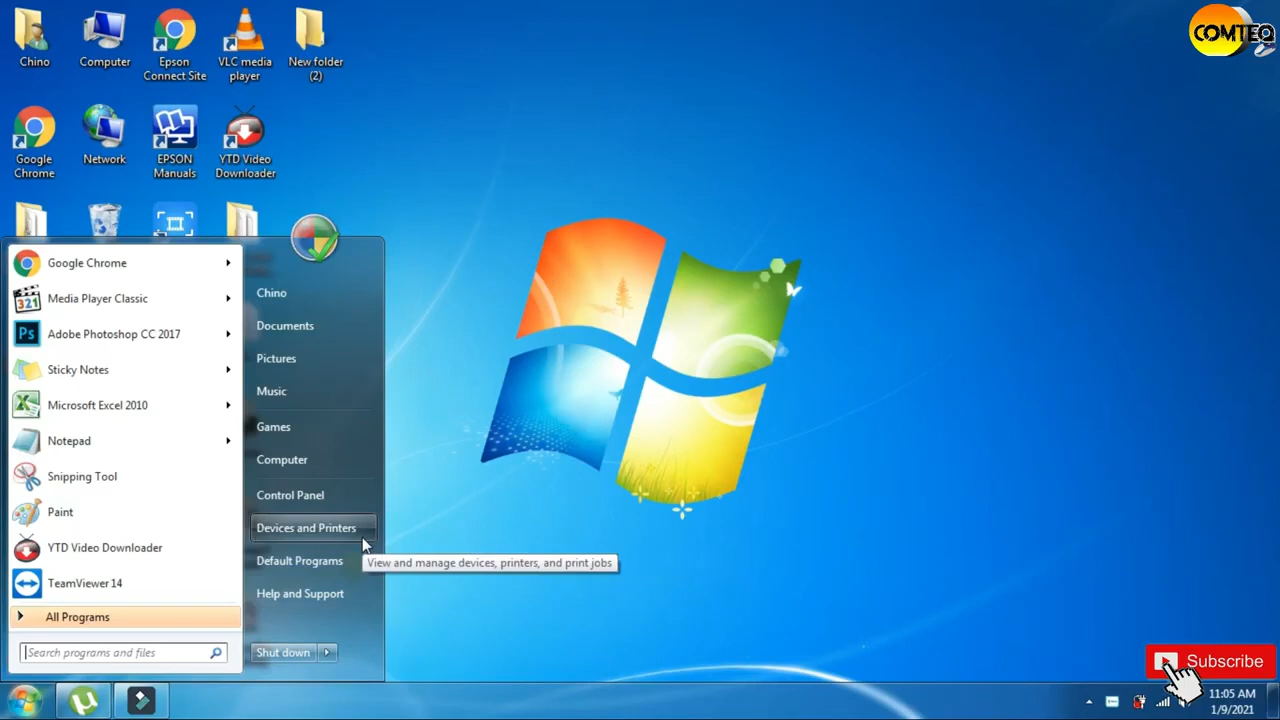 COMTEQ
Chino
Computer
Epson
Connect Site
VLC media
player
New folder
(2)
Google
Chrome
Network
EPSON
Manuals
YTD Video
Downloader
Google Chrome
321
Media Player Classic
Ps
Adobe Photoshop CC 2017
Sticky Notes
Microsoft Excel 2010
Notepad
Snipping Tool
Paint
YTD Video Downloader
TeamViewer 14
All Programs
Search programs and files
Chino
Documents
Pictures
Music
Games
Computer
Control Panel
Devices and Printers
Default Programs
Help and Support
Shut down
View and manage devices, printers, and print jobs
Subscribe
11:05 AM
1/9/2021